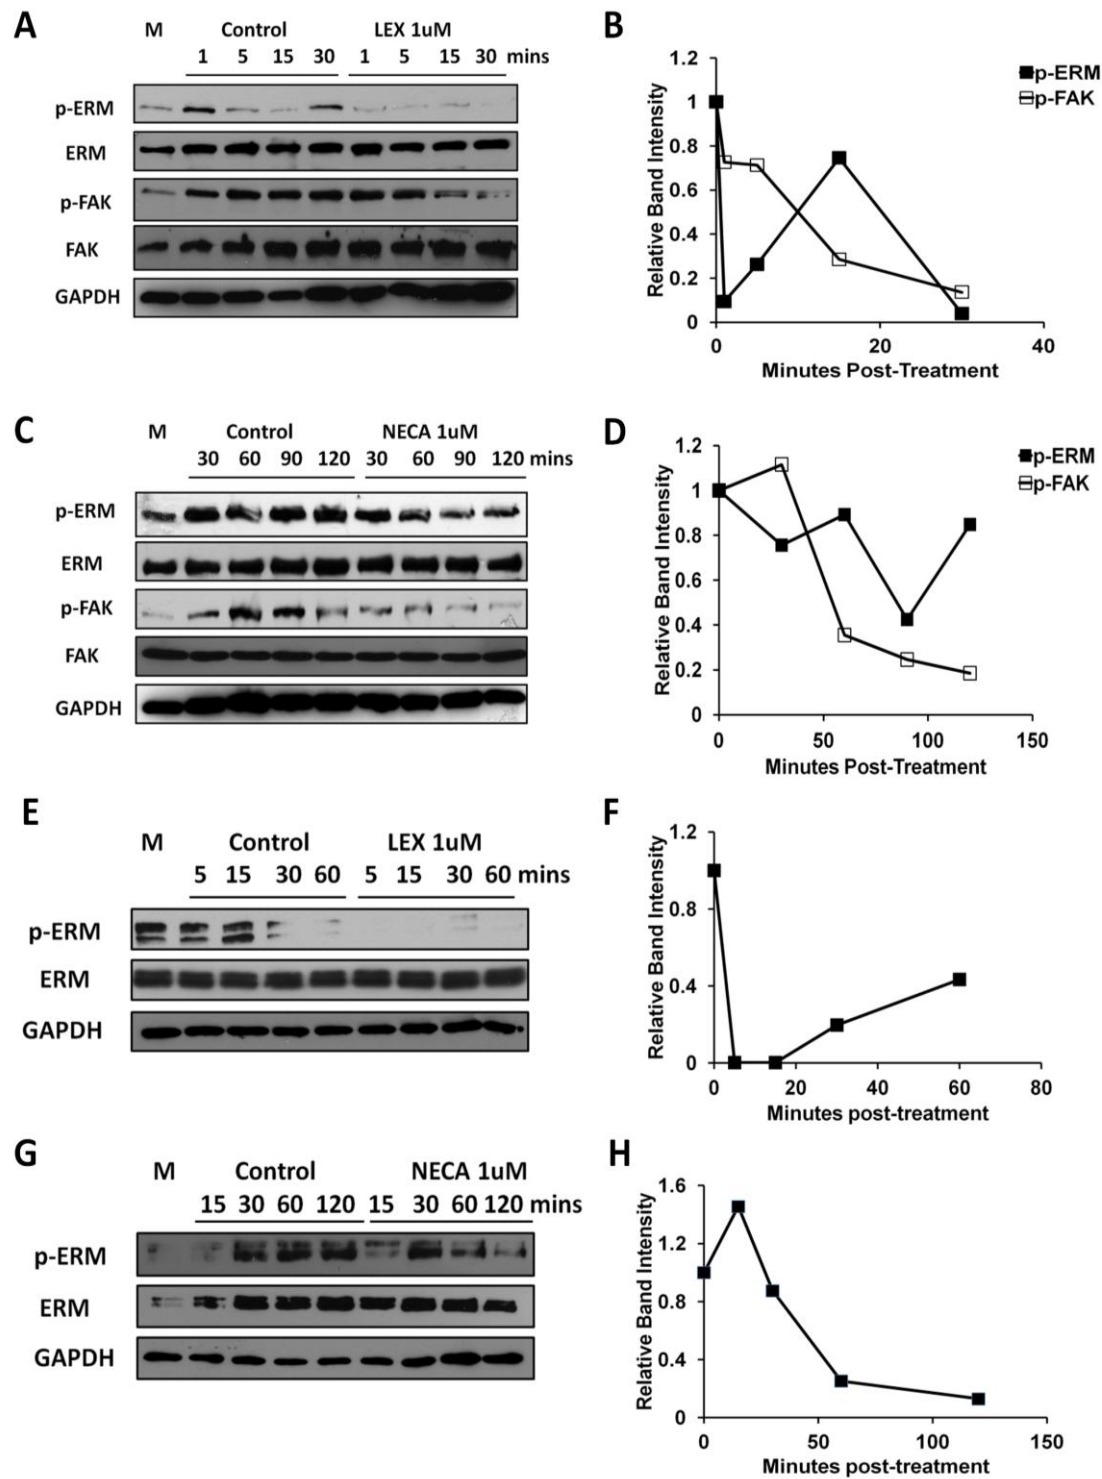 A
M Control LEX 1uM
1 5 15 30 1 5 15 30 mins
p-ERM
ERM
p-FAK
FAK
GAPDH
B
1.2
1
0.8
0.6
0.4
0.2
0
0 20 40
Relative Band Intensity
Minutes Post-Treatment
p-ERM
p-FAK
C
M Control NECA 1uM
30 60 90 120 30 60 90 120 mins
p-ERM
ERM
p-FAK
FAK
GAPDH
D
1.2
1
0.8
0.6
0.4
0.2
0
0 50 100 150
Relative Band Intensity
Minutes Post-Treatment
p-ERM
p-FAK
E
M Control LEX 1uM
5 15 30 60 5 15 30 60 mins
p-ERM
ERM
GAPDH
F
1.2
1
0.8
0.4
0
0 20 40 60 80
Relative Band Intensity
Minutes post-treatment
G
M Control NECA 1uM
15 30 60 120 15 30 60 120 mins
p-ERM
ERM
GAPDH
H
1.6
1.2
1
0.8
0.4
0
0 50 100 150
Relative Band Intensity
Minutes post-treatment